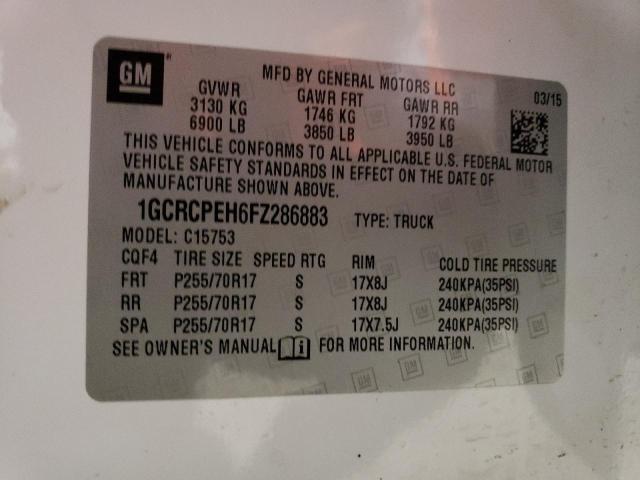 GM
MFD BY GENERAL MOTORS LLC
03/15
GVWR GAWR FRT GAWR RR
3130 KG 1746 KG 1792 KG
6900 LB 3850 LB 3950 LB
THIS VEHICLE CONFORMS TO ALL APPLICABLE U.S. FEDERAL MOTOR
VEHICLE SAFETY STANDARDS IN EFFECT ON THE DATE OF
MANUFACTURE SHOWN ABOVE.
1GCRCPEH6FZ286883 TYPE: TRUCK
MODEL: C15753
CQF4 TIRE SIZE SPEED RTG RIM COLD TIRE PRESSURE
FRT P255/70R17 S 17X8J 240KPA(35PSI)
RR P255/70R17 S 17X8J 240KPA(35PSI)
SPA P255/70R17 S 17X7.5J 240KPA(35PSI)
SEE OWNER'S MANUAL i FOR MORE INFORMATION.